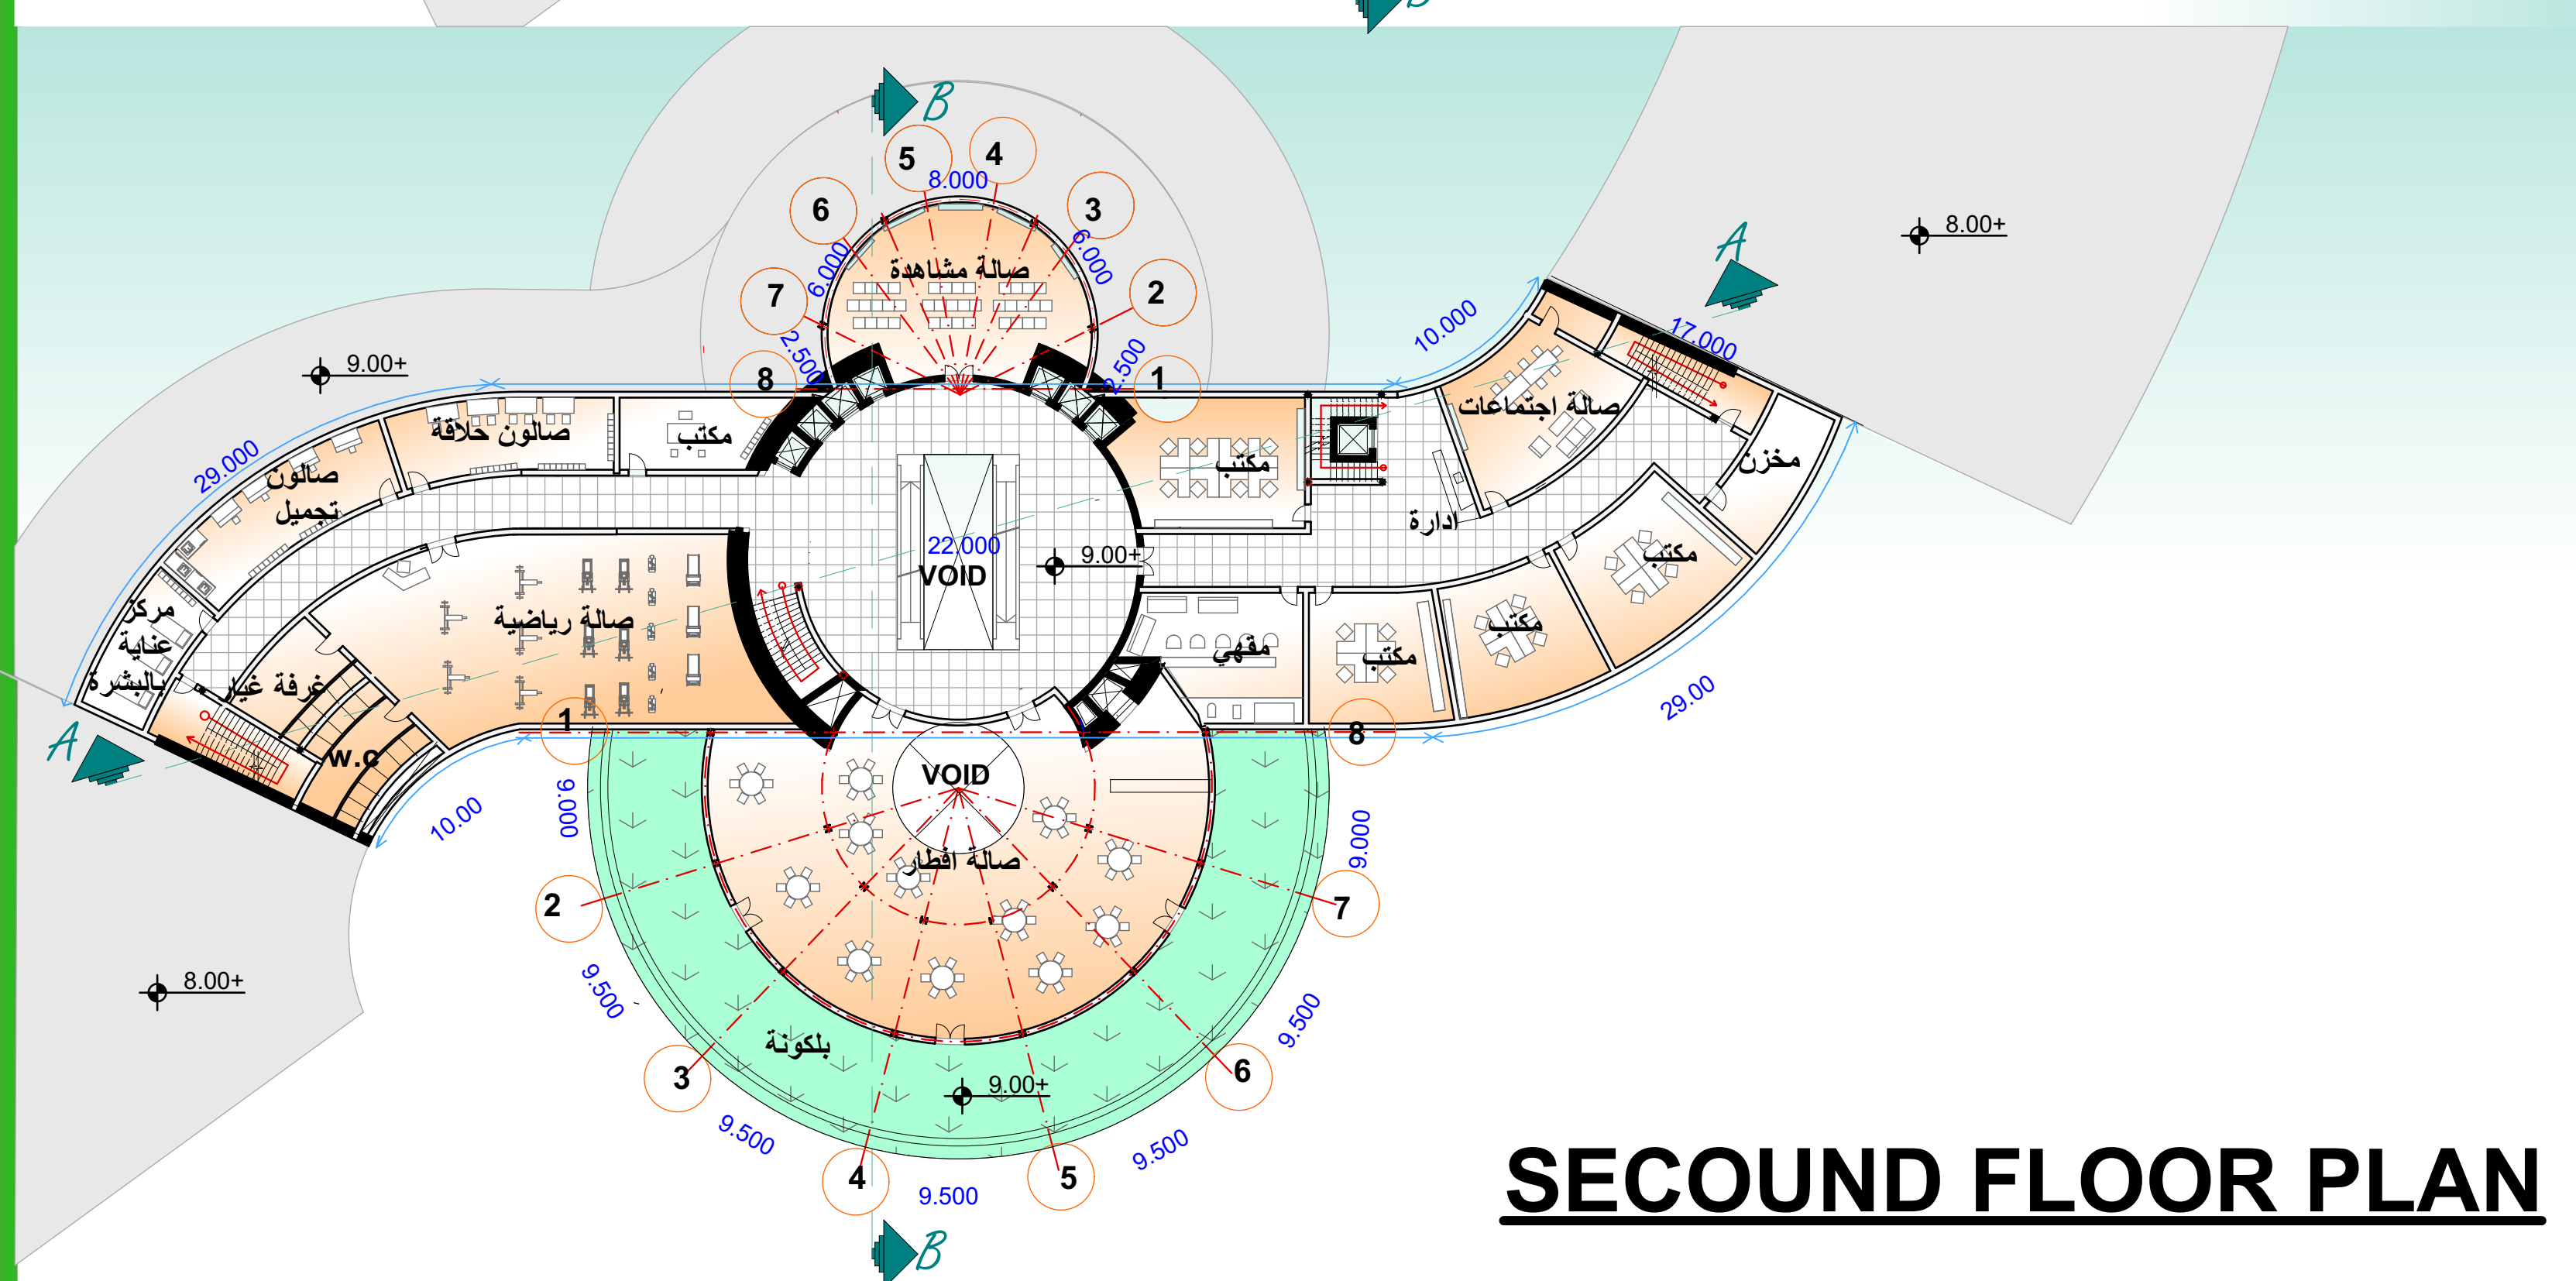 B
B
5
4
8.000
6
3
6.000
6.000
صالة مشاهدة
7
2
2.500
2.500
8
1
8.00+
A
10.000
17.000
9.00+
29.000
صالون حلاقة
مكتب
صالون
تجميل
مكتب
صالة اجتماعات
مخزن
ادارة
22.000
VOID
9.00+
مكتب
مركز
عناية
بالبشرة
صالة رياضية
غرفة غيار
مقهي
مكتب
مكتب
29.00
A
w.c
1
8
10.00
9.000
VOID
9.000
صالة افطار
2
7
8.00+
9.500
9.500
بلكونة
3
6
9.00+
9.500
9.500
4
5
9.500
B
SECOUND FLOOR PLAN